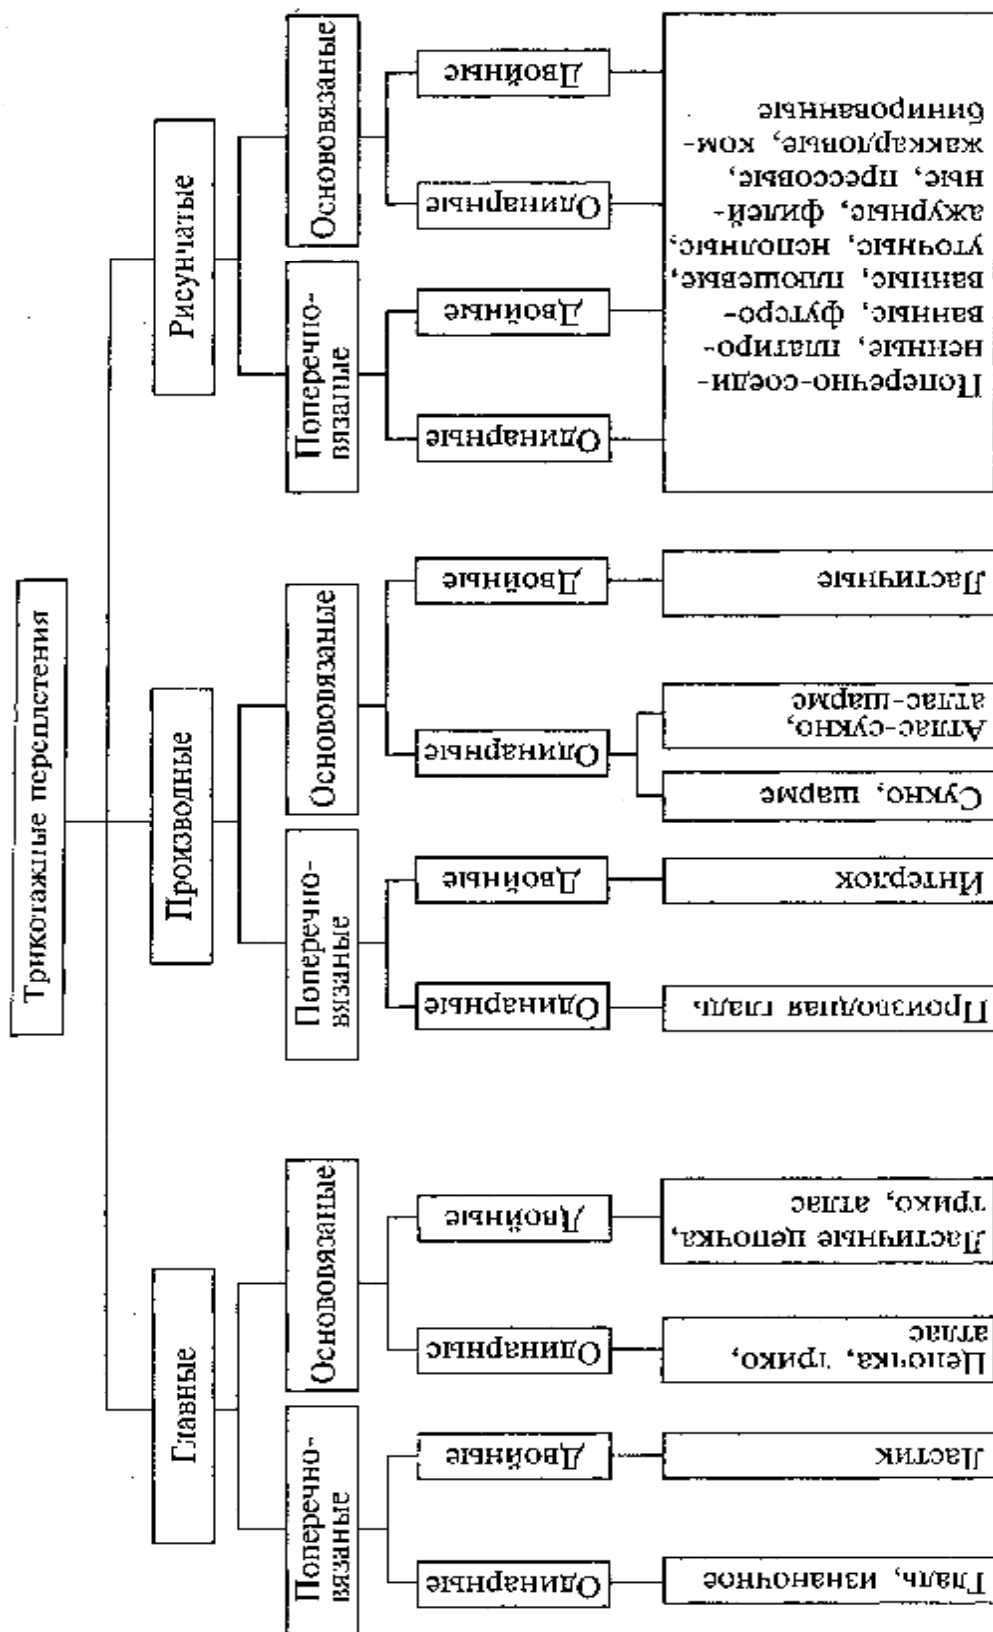 Трикотажные переплетения
Главные
Производные
Рисунчатые
Поперечно-
вязаные
Основовязаные
Поперечно-
вязаные
Основовязаные
Поперечно-
вязаные
Основовязаные
Одинарные
Двойные
Одинарные
Двойные
Одинарные
Двойные
Одинарные
Двойные
Одинарные
Двойные
Одинарные
Двойные
Гладь, изнаночное
Ластик
Цепочка, трико,
атлас
Ластичные цепочка,
трико, атлас
Производная гладь
Интерлок
Сукно, шарме
Атлас-сукно,
атлас-шарме
Ластичные
Поперечно-соеди-
ненные, платиро-
ванные, футеро-
ванные, плюшевые,
уточные, неполные,
ажурные, филей-
ные, прессовые,
жаккардовые, ком-
бинированные